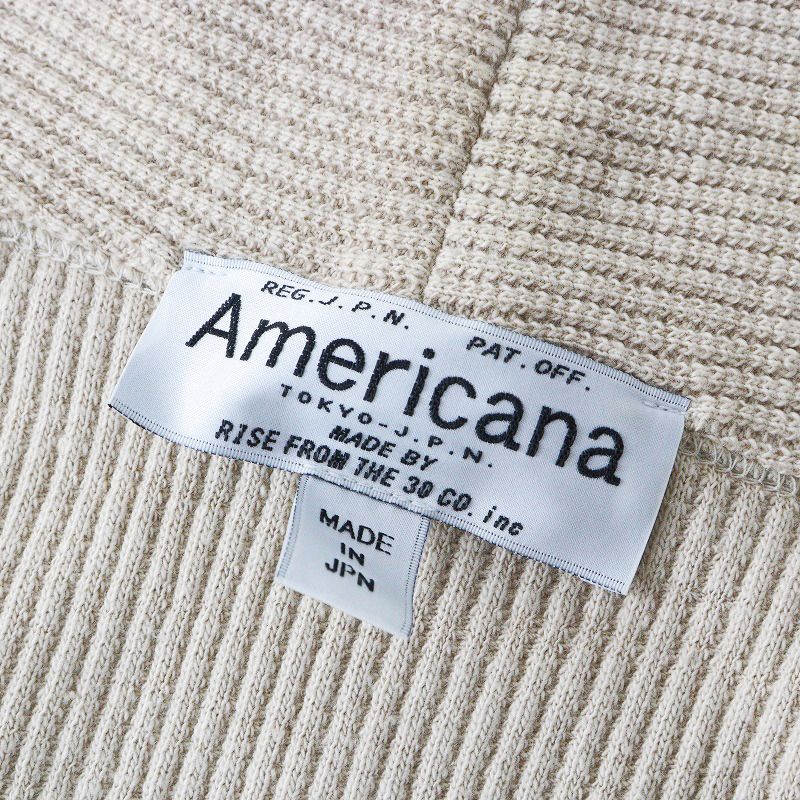 REG.J.P.N. PAT.OFF.
Americana
TOKYO-J.P.N.
MADE BY
RISE FROM THE 30 CO.inc
MADE
IN
JPN